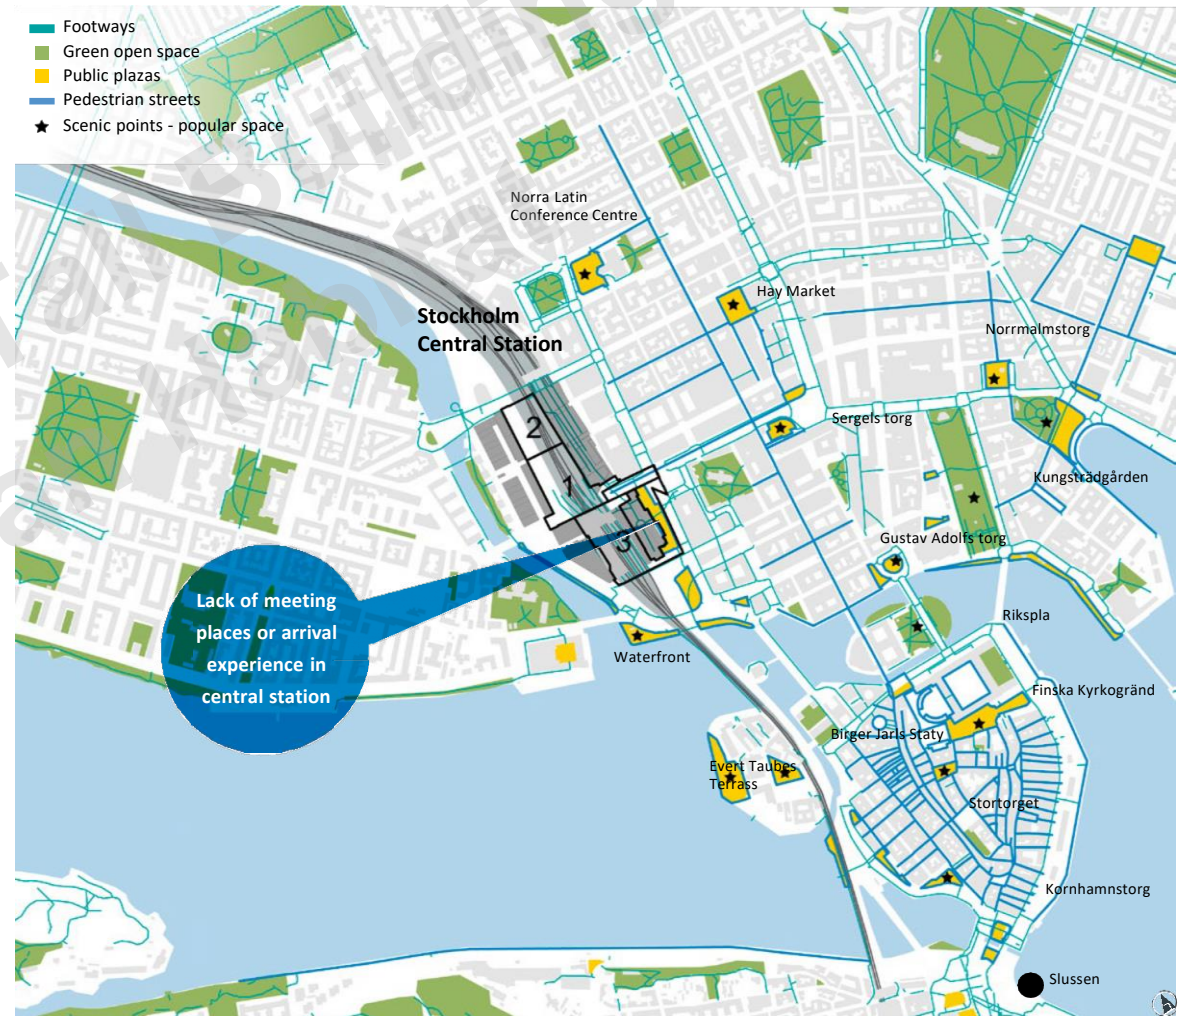 Footways
Green open space
Public plazas
Pedestrian streets
Scenic points - popular space
Norra Latin
Conference Centre
Hay Market
Stockholm
Central Station
Norrmalmstorg
2
Sergels torg
1
Kungsträdgården
3
Gustav Adolfs torg
Lack of meeting
places or arrival
experience in
central station
Rikspla
Waterfront
Finska Kyrkogränd
Birger Jarls Staty
Evert Taubes
Terrass
Stortorget
Kornhamnstorg
Slussen